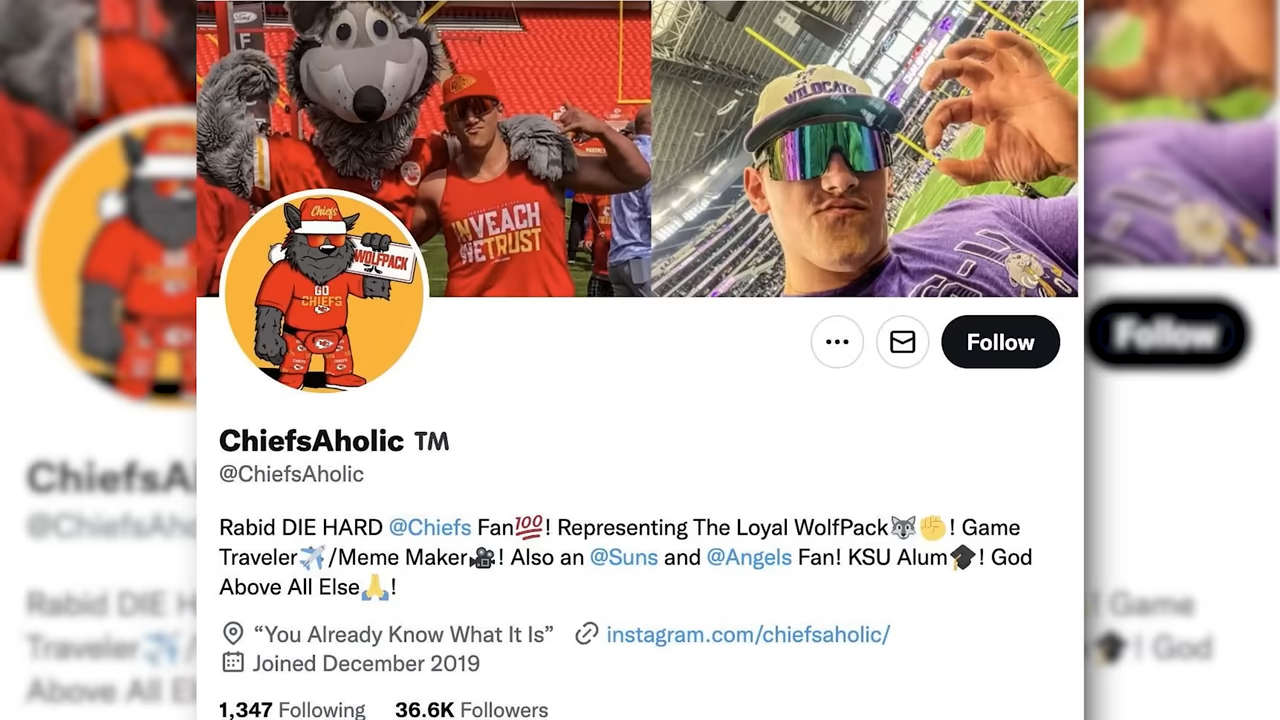 Ford
F
WILDCATS
IN VEACH
WE TRUST
Chiefs
WOLFPACK
GO
CHIEFS
Follow
Follow
ChiefsAholic TM
@ChiefsAholic
Rabid DIE HARD @Chiefs Fan💯! Representing The Loyal WolfPack🐺✊! Game
Traveler✈️/Meme Maker🎥! Also an @Suns and @Angels Fan! KSU Alum🎓! God
Above All Else🙏!
“You Already Know What It Is” instagram.com/chiefsaholic/
Joined December 2019
1,347 Following 36.6K Followers